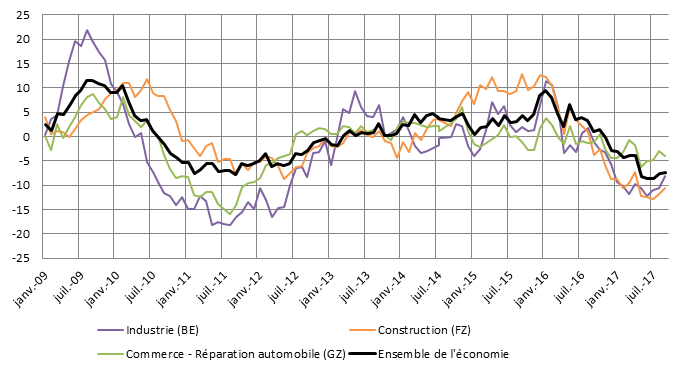 25
20
15
10
5
0
-5
-10
-15
-20
-25
janv.-09
juil.-09
janv.-10
juil.-10
janv.-11
juil.-11
janv.-12
juil.-12
janv.-13
juil.-13
janv.-14
juil.-14
janv.-15
juil.-15
janv.-16
juil.-16
janv.-17
juil.-17
Industrie (BE)
Construction (FZ)
Commerce - Réparation automobile (GZ)
Ensemble de l'économie